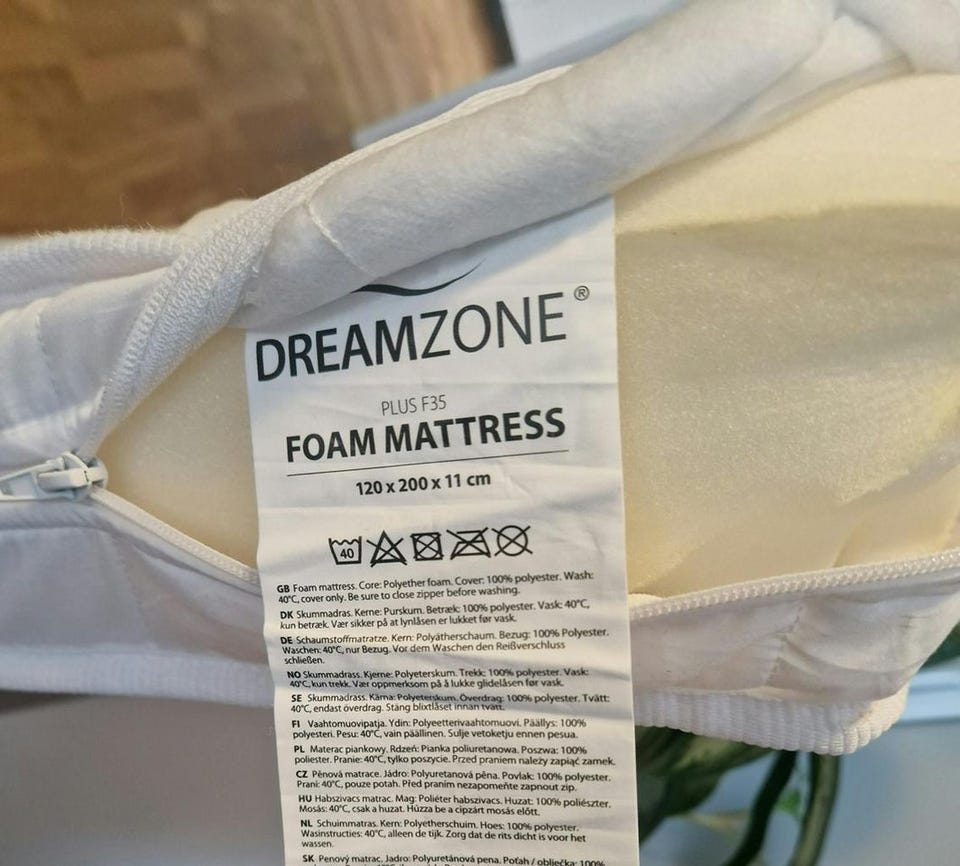 DREAMZONE®
PLUS F35
FOAM MATTRESS
120 x 200 x 11 cm
40
GB Foam mattress. Core: Polyether foam. Cover: 100% polyester. Wash:
40°C, cover only. Be sure to close zipper before washing.
DK Skummadras. Kerne: Purskum. Betræk: 100% polyester. Vask: 40°C,
kun betræk. Vær sikker på at lynlåsen er lukket før vask.
DE Schaumstoffmatratze. Kern: Polyätherschaum. Bezug: 100% Polyester.
Waschen: 40°C, nur Bezug. Vor dem Waschen den Reißverschluss
schließen.
NO Skummadrass. Kjerne: Polyeterskum. Trekk: 100% polyester. Vask:
40°C, kun trekk. Vær oppmerksom på å lukke glidelåsen før vask.
SE Skummadrass. Kärna: Polyeterskum. Överdrag: 100% polyester. Tvätt:
40°C, endast överdrag. Stäng blixtlåset innan tvätt.
FI Vaahtomuovipatja. Ydin: Polyeetterivaahtomuovi. Päällys: 100%
polyesteri. Pesu: 40°C, vain päällinen. Sulje vetoketju ennen pesua.
PL Materac piankowy. Rdzeń: Pianka poliuretanowa. Poszwa: 100%
poliester. Pranie: 40°C, tylko poszycie. Przed praniem należy zapiąć zamek.
CZ Pěnová matrace. Jádro: Polyuretanová pěna. Povlak: 100% polyester.
Praní: 40°C, pouze potah. Před praním nezapomeňte zapnout zip.
HU Habszivacs matrac. Mag: Poliéter habszivacs. Huzat: 100% poliészter.
Mosás: 40°C, csak a huzat. Húzza be a cipzárt mosás előtt.
NL Schuimmatras. Kern: Polyetherschuim. Hoes: 100% polyester.
Wasinstructies: 40°C, alleen de tijk. Zorg dat de rits dicht is voor het
wassen.
SK Penový matrac. Jadro: Polyuretánová pena. Poťah / obliečka: 100%